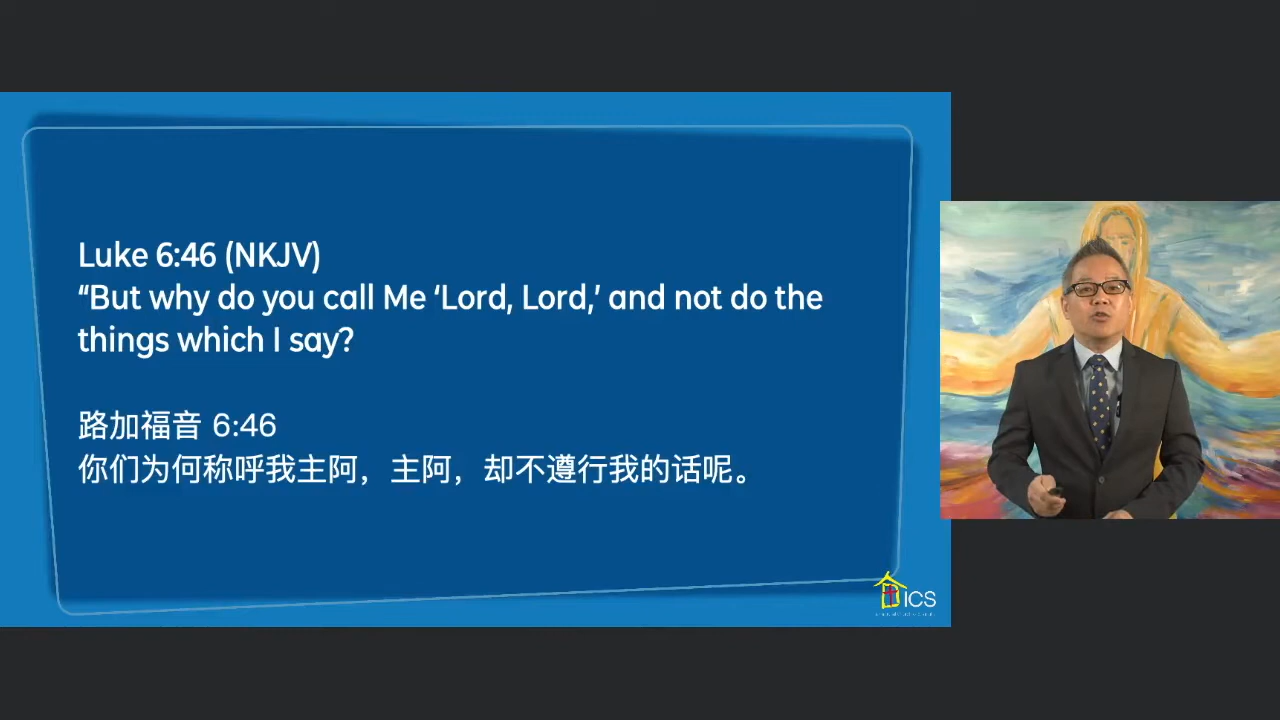 Luke 6:46 (NKJV)
“But why do you call Me ‘Lord, Lord,’ and not do the
things which I say?
路加福音 6:46
你们为何称呼我主阿，主阿，却不遵行我的话呢。
ICS